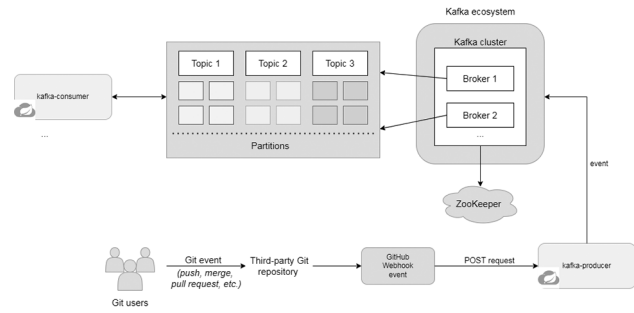 Kafka ecosystem
Kafka cluster
Topic 1
Topic 2
Topic 3
Broker 1
Broker 2
...
kafka-consumer
...
Partitions
ZooKeeper
event
Git users
Git event
(push, merge,
pull request, etc.)
Third-party Git
repository
GitHub
Webhook
event
POST request
kafka-producer